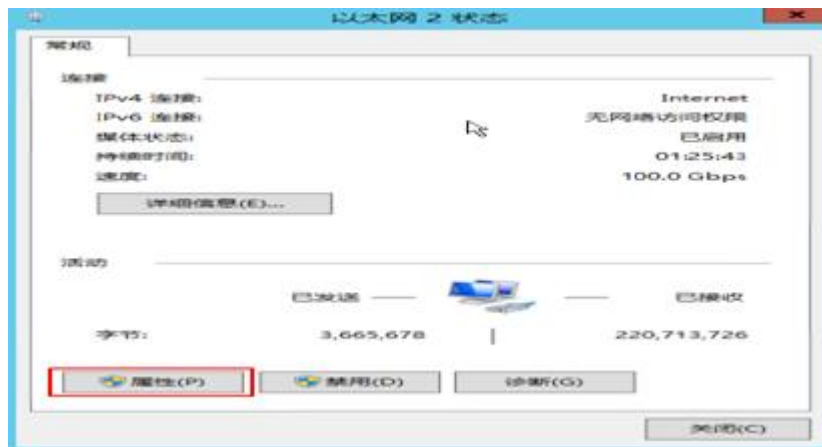 以太网 2 状态
常规
连接
IPv4 连接: Internet
IPv6 连接: 无网络访问权限
媒体状态: 已启用
持续时间: 01:25:43
速度: 100.0 Gbps
详细信息(E)...
活动
已发送 — — 已接收
字节: 3,665,678 | 220,713,726
属性(P) 禁用(D) 诊断(G)
关闭(C)